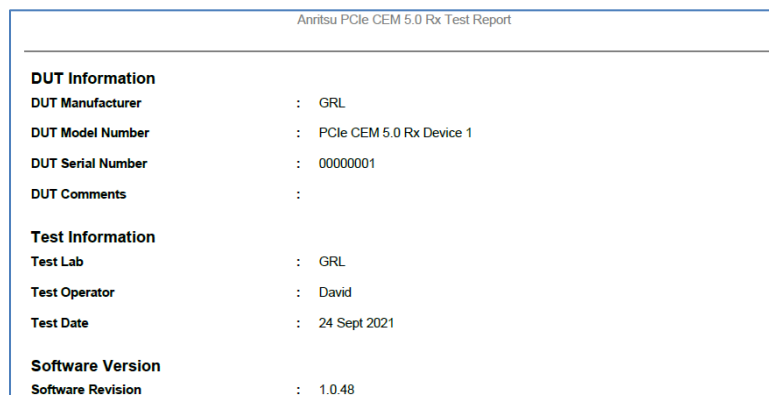 Anritsu PCIe CEM 5.0 Rx Test Report
DUT Information
DUT Manufacturer : GRL
DUT Model Number : PCIe CEM 5.0 Rx Device 1
DUT Serial Number : 00000001
DUT Comments :
Test Information
Test Lab : GRL
Test Operator : David
Test Date : 24 Sept 2021
Software Version
Software Revision : 1.0.48